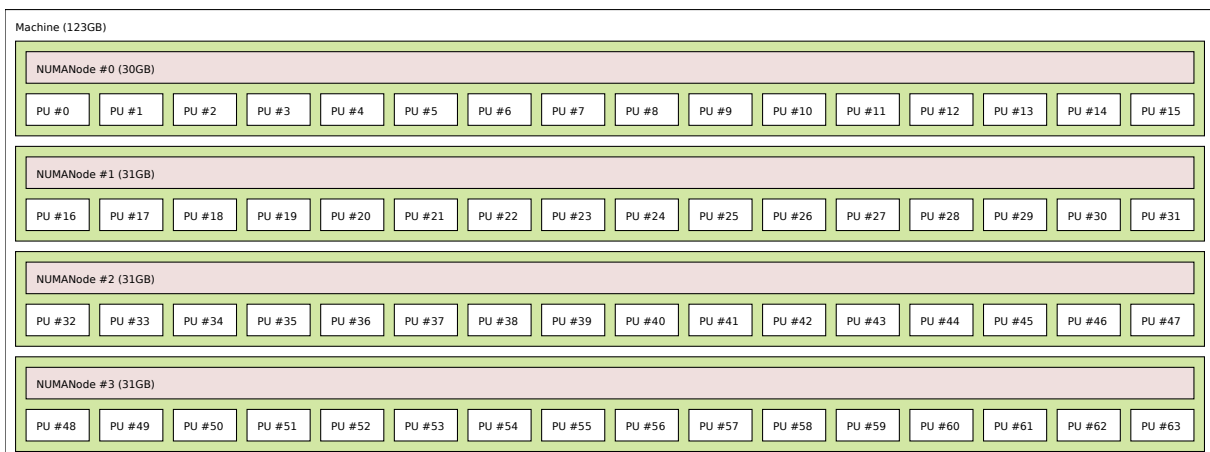 Machine (123GB)
NUMANode #0 (30GB)
PU #0 PU #1 PU #2 PU #3 PU #4 PU #5 PU #6 PU #7 PU #8 PU #9 PU #10 PU #11 PU #12 PU #13 PU #14 PU #15
NUMANode #1 (31GB)
PU #16 PU #17 PU #18 PU #19 PU #20 PU #21 PU #22 PU #23 PU #24 PU #25 PU #26 PU #27 PU #28 PU #29 PU #30 PU #31
NUMANode #2 (31GB)
PU #32 PU #33 PU #34 PU #35 PU #36 PU #37 PU #38 PU #39 PU #40 PU #41 PU #42 PU #43 PU #44 PU #45 PU #46 PU #47
NUMANode #3 (31GB)
PU #48 PU #49 PU #50 PU #51 PU #52 PU #53 PU #54 PU #55 PU #56 PU #57 PU #58 PU #59 PU #60 PU #61 PU #62 PU #63